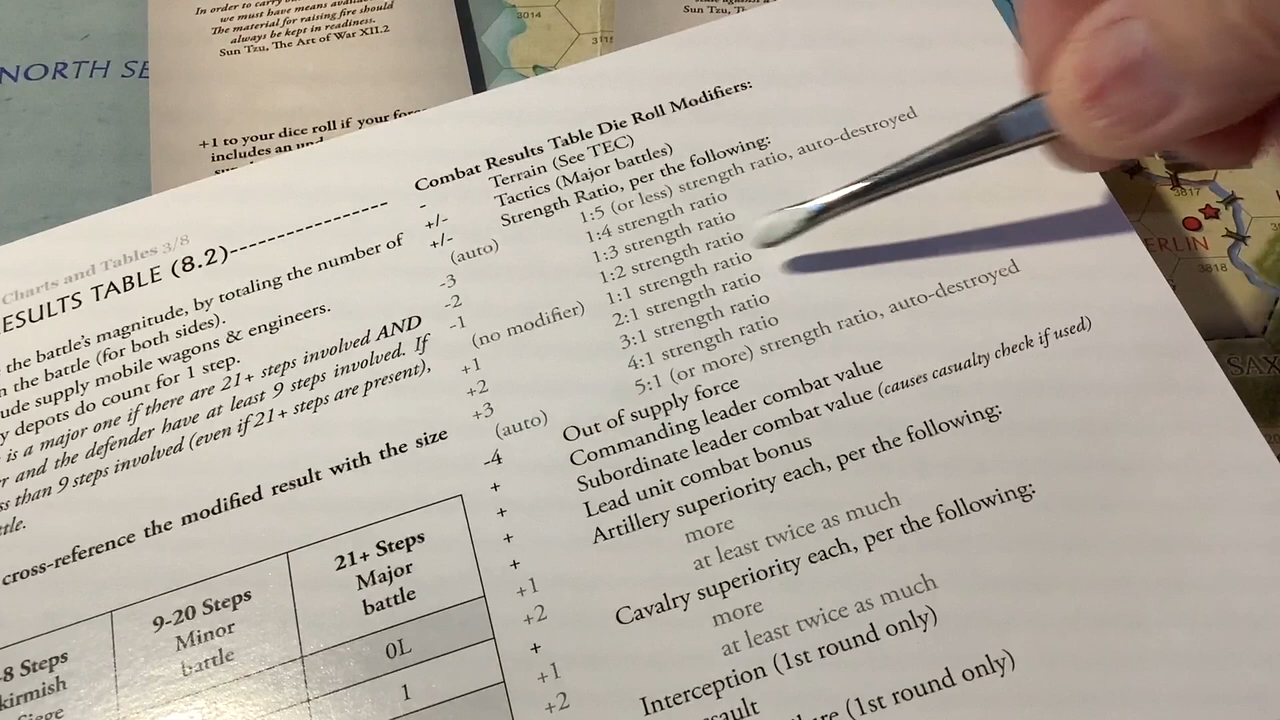 In order to carry
we must have means
The material for raising fire should
always be kept in readiness.
Sun Tzu, The Art of War XII.2
+1 to your dice roll if your
includes an
NORTH
3014
Sun Tzu,
3817
3818
Charts and Tables 3/8
TABLE (8.2)
the battle's magnitude, by totaling the number of
the battle (for both sides).
supply mobile wagons & engineers.
depots do count for 1 step.
is a major one if there are 21+ steps involved AND
and the defender have at least 9 steps involved. If
than 9 steps involved (even if 21+ steps are present),
cross-reference the modified result with the size
8 Steps
9-20 Steps
Minor
battle
21+ Steps
Major
battle
0L
1
Combat Results Table Die Roll Modifiers:
- Terrain (See TEC)
+/- Tactics (Major battles)
+/- Strength Ratio, per the following:
(auto) 1:5 (or less) strength ratio, auto-destroyed
-3 1:4 strength ratio
-2 1:3 strength ratio
-1 1:2 strength ratio
(no modifier) 1:1 strength ratio
+1 2:1 strength ratio
+2 3:1 strength ratio
+3 4:1 strength ratio
(auto) 5:1 (or more) strength ratio, auto-destroyed
-4 Out of supply force
+ Commanding leader combat value
+ Subordinate leader combat value (causes casualty check if used)
+ Lead unit combat bonus
+ Artillery superiority each, per the following:
+1 more
+2 at least twice as much
+ Cavalry superiority each, per the following:
+1 more
+2 at least twice as much
Interception (1st round only)
(1st round only)